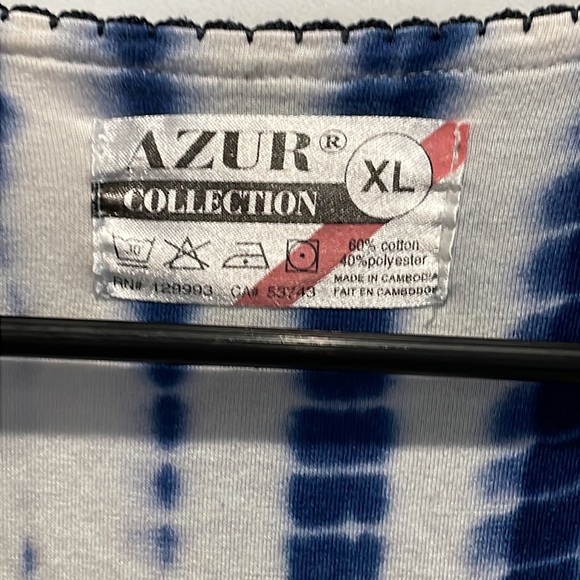 AZUR®
XL
COLLECTION
30
60% cotton
40%polyester
MADE IN CAMBODIA
RN# 129993 CA# 53743
FAIT EN CAMBODGE